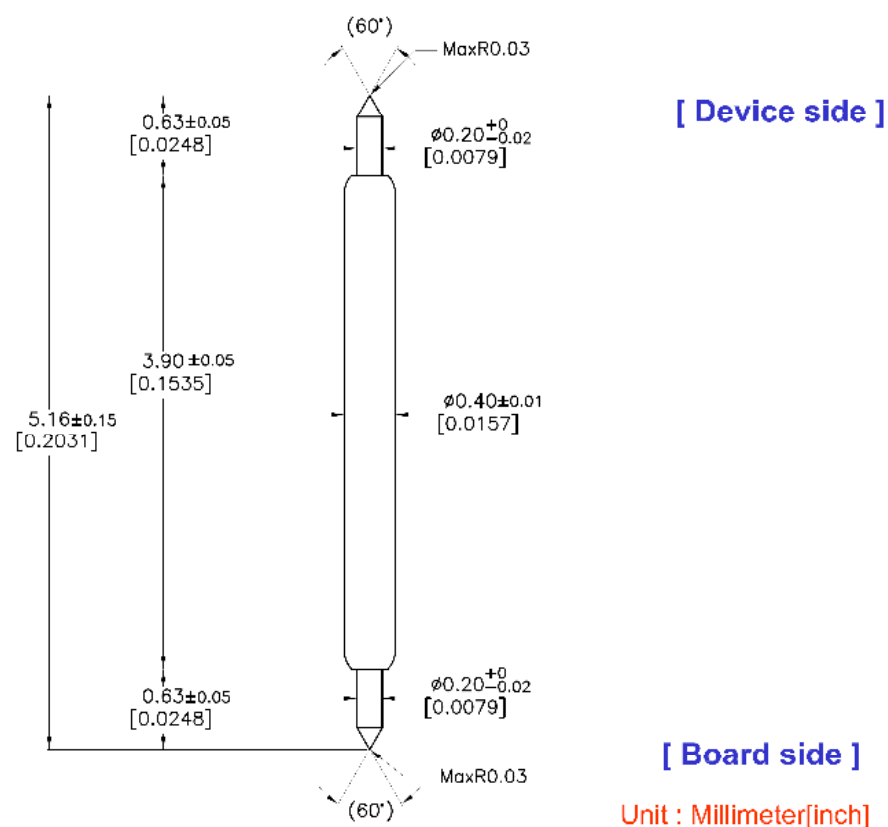 (60°)
MaxR0.03
[ Device side ]
0.63±0.05
[0.0248]
ø0.20+0-0.02
[0.0079]
3.90±0.05
[0.1535]
5.16±0.15
[0.2031]
ø0.40±0.01
[0.0157]
0.63±0.05
[0.0248]
ø0.20+0-0.02
[0.0079]
[ Board side ]
MaxR0.03
(60°)
Unit : Millimeter[inch]